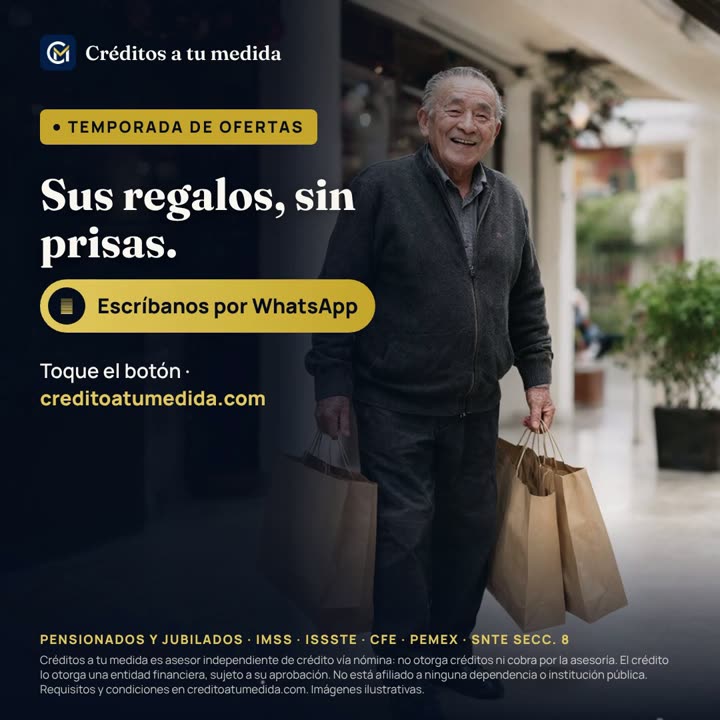 CM
Créditos a tu medida
• TEMPORADA DE OFERTAS
Sus regalos, sin
prisas.
Escríbanos por WhatsApp
Toque el botón ·
creditoatumedida.com
PENSIONADOS Y JUBILADOS · IMSS · ISSSTE · CFE · PEMEX · SNTE SECC. 8
Créditos a tu medida es asesor independiente de crédito vía nómina: no otorga créditos ni cobra por la asesoría. El crédito
lo otorga una entidad financiera, sujeto a su aprobación. No está afiliado a ninguna dependencia o institución pública.
Requisitos y condiciones en creditoatumedida.com. Imágenes ilustrativas.